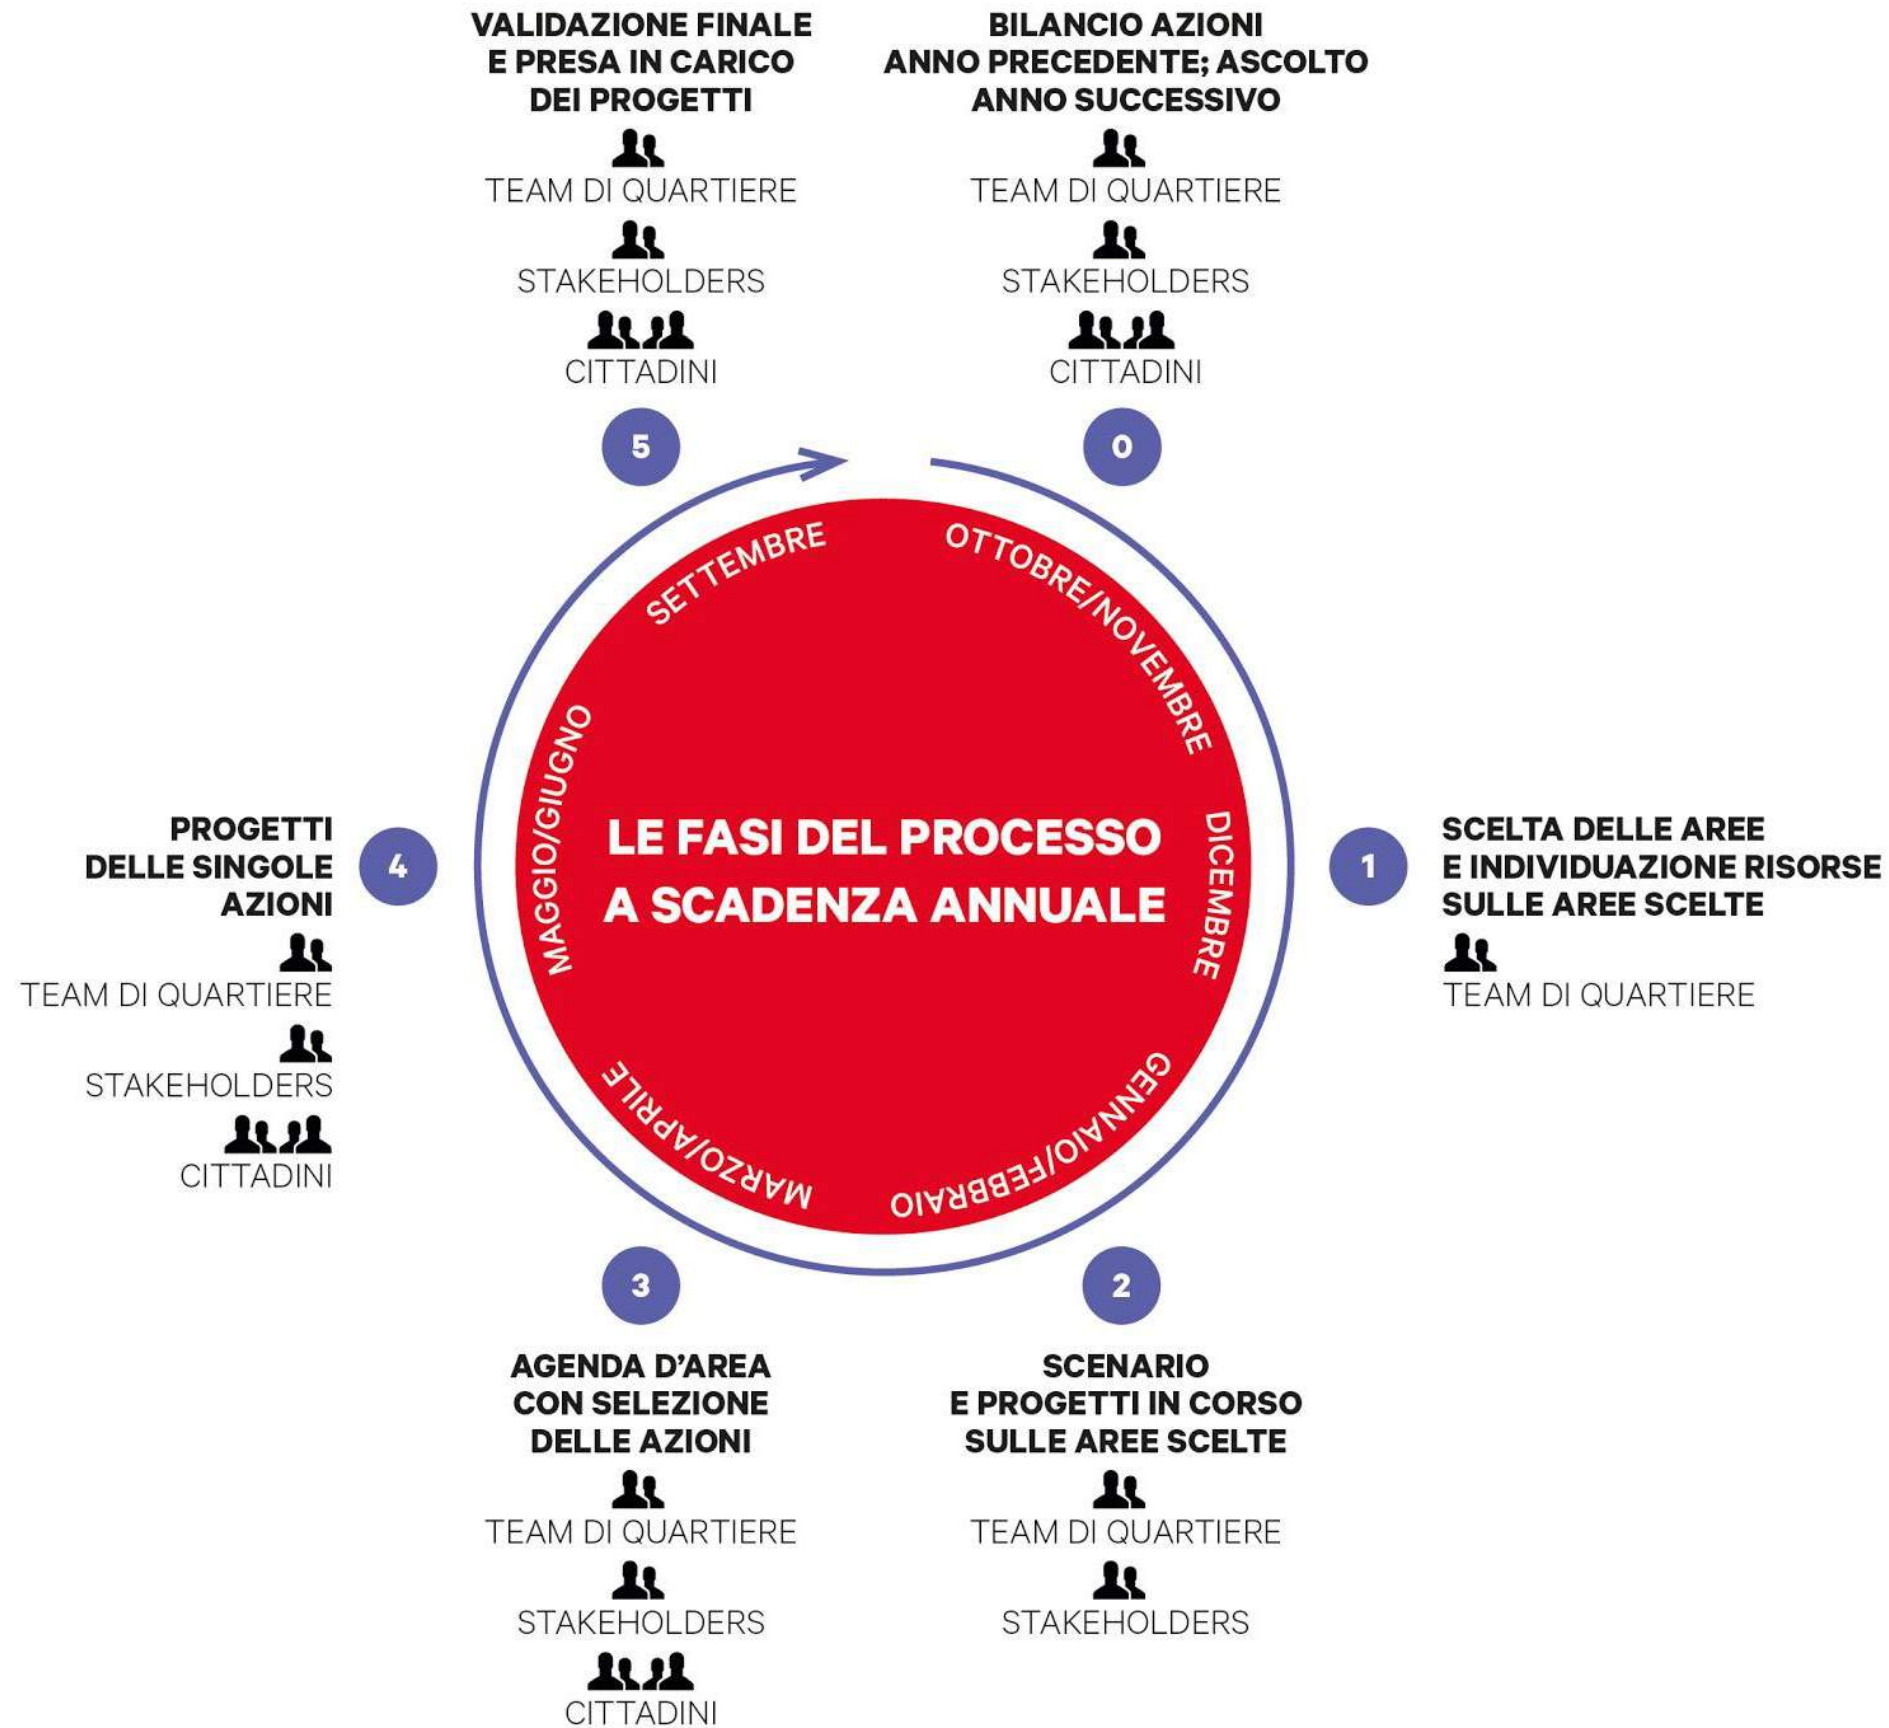 VALIDAZIONE FINALE
E PRESA IN CARICO
DEI PROGETTI
TEAM DI QUARTIERE
STAKEHOLDERS
CITTADINI
5
BILANCIO AZIONI
ANNO PRECEDENTE; ASCOLTO
ANNO SUCCESSIVO
TEAM DI QUARTIERE
STAKEHOLDERS
CITTADINI
0
SETTEMBRE
OTTOBRE/NOVEMBRE
DICEMBRE
GENNAIO/FEBBRAIO
MARZO/APRILE
MAGGIO/GIUGNO
LE FASI DEL PROCESSO
A SCADENZA ANNUALE
PROGETTI
DELLE SINGOLE
AZIONI
TEAM DI QUARTIERE
STAKEHOLDERS
CITTADINI
4
1
SCELTA DELLE AREE
E INDIVIDUAZIONE RISORSE
SULLE AREE SCELTE
TEAM DI QUARTIERE
3
AGENDA D’AREA
CON SELEZIONE
DELLE AZIONI
TEAM DI QUARTIERE
STAKEHOLDERS
CITTADINI
2
SCENARIO
E PROGETTI IN CORSO
SULLE AREE SCELTE
TEAM DI QUARTIERE
STAKEHOLDERS